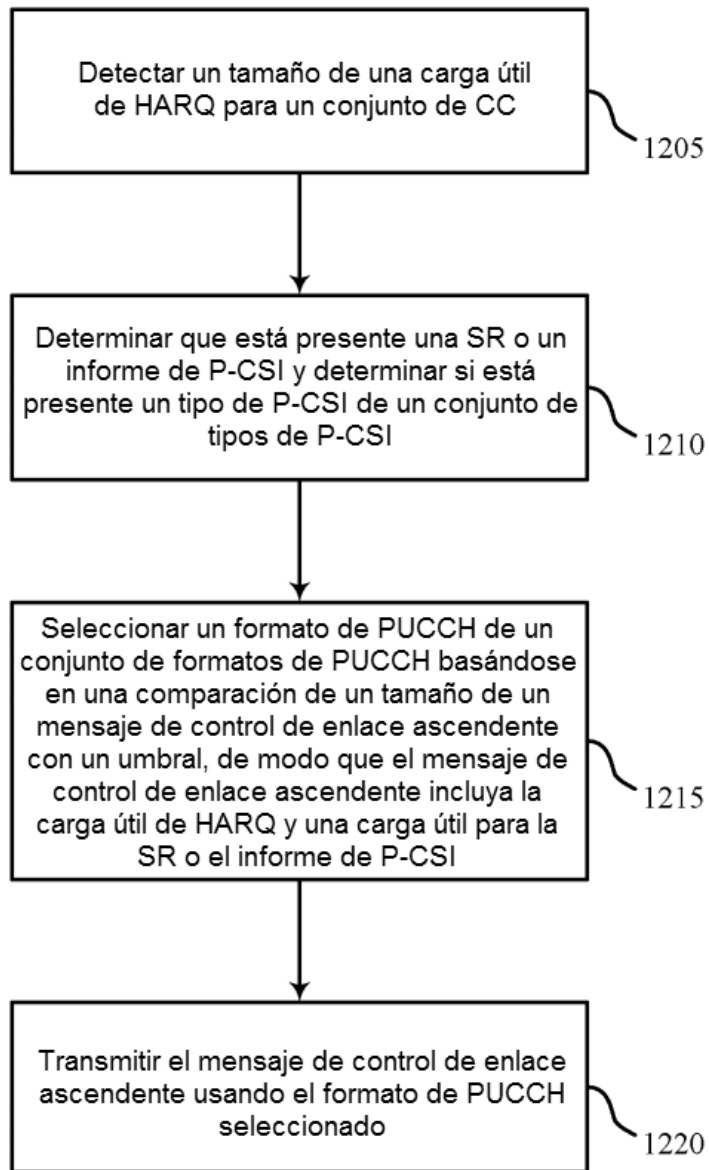 Detectar un tamaño de una carga útil
de HARQ para un conjunto de CC
1205
Determinar que está presente una SR o un
informe de P-CSI y determinar si está
presente un tipo de P-CSI de un conjunto de
tipos de P-CSI
1210
Seleccionar un formato de PUCCH de un
conjunto de formatos de PUCCH basándose
en una comparación de un tamaño de un
mensaje de control de enlace ascendente
con un umbral, de modo que el mensaje de
control de enlace ascendente incluya la
carga útil de HARQ y una carga útil para la
SR o el informe de P-CSI
1215
Transmitir el mensaje de control de enlace
ascendente usando el formato de PUCCH
seleccionado
1220